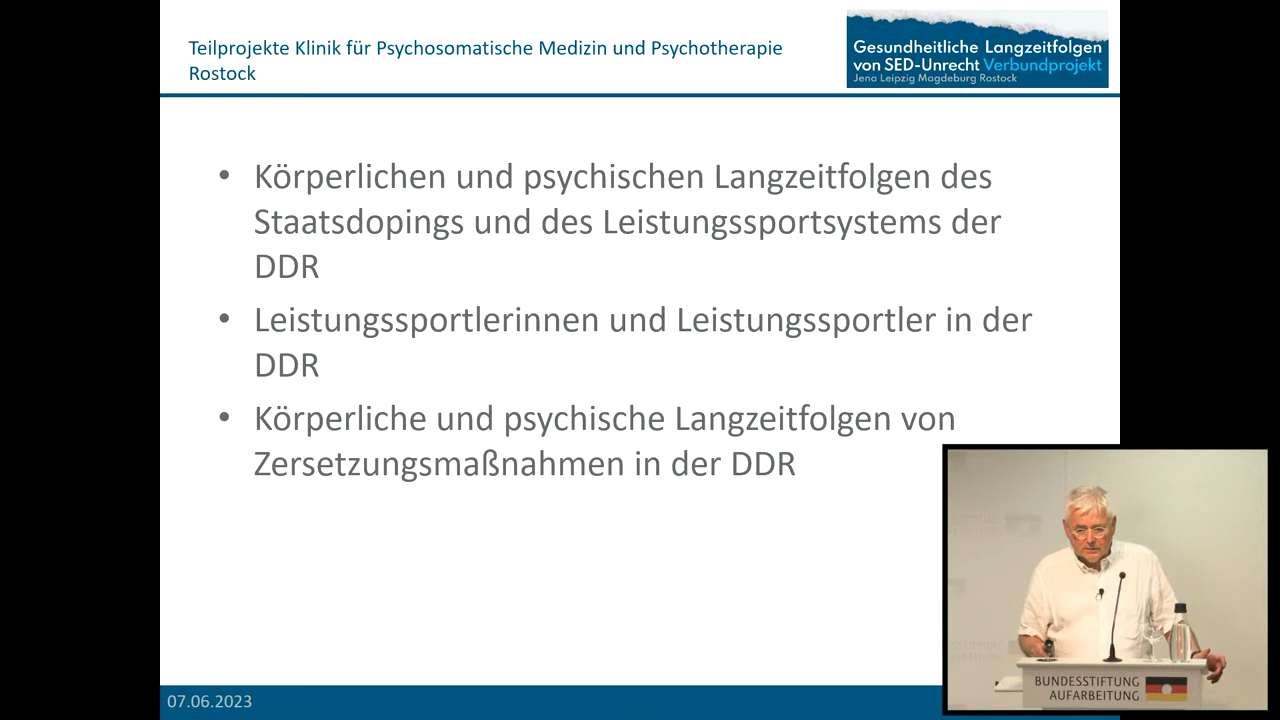 Teilprojekte Klinik für Psychosomatische Medizin und Psychotherapie
Rostock
Gesundheitliche Langzeitfolgen
von SED-Unrecht Verbundprojekt
Jena Leipzig Magdeburg Rostock
• Körperlichen und psychischen Langzeitfolgen des
Staatsdopings und des Leistungssportsystems der
DDR
• Leistungssportlerinnen und Leistungssportler in der
DDR
• Körperliche und psychische Langzeitfolgen von
Zersetzungsmaßnahmen in der DDR
BUNDESSTIFTUNG
AUFARBEITUNG
07.06.2023